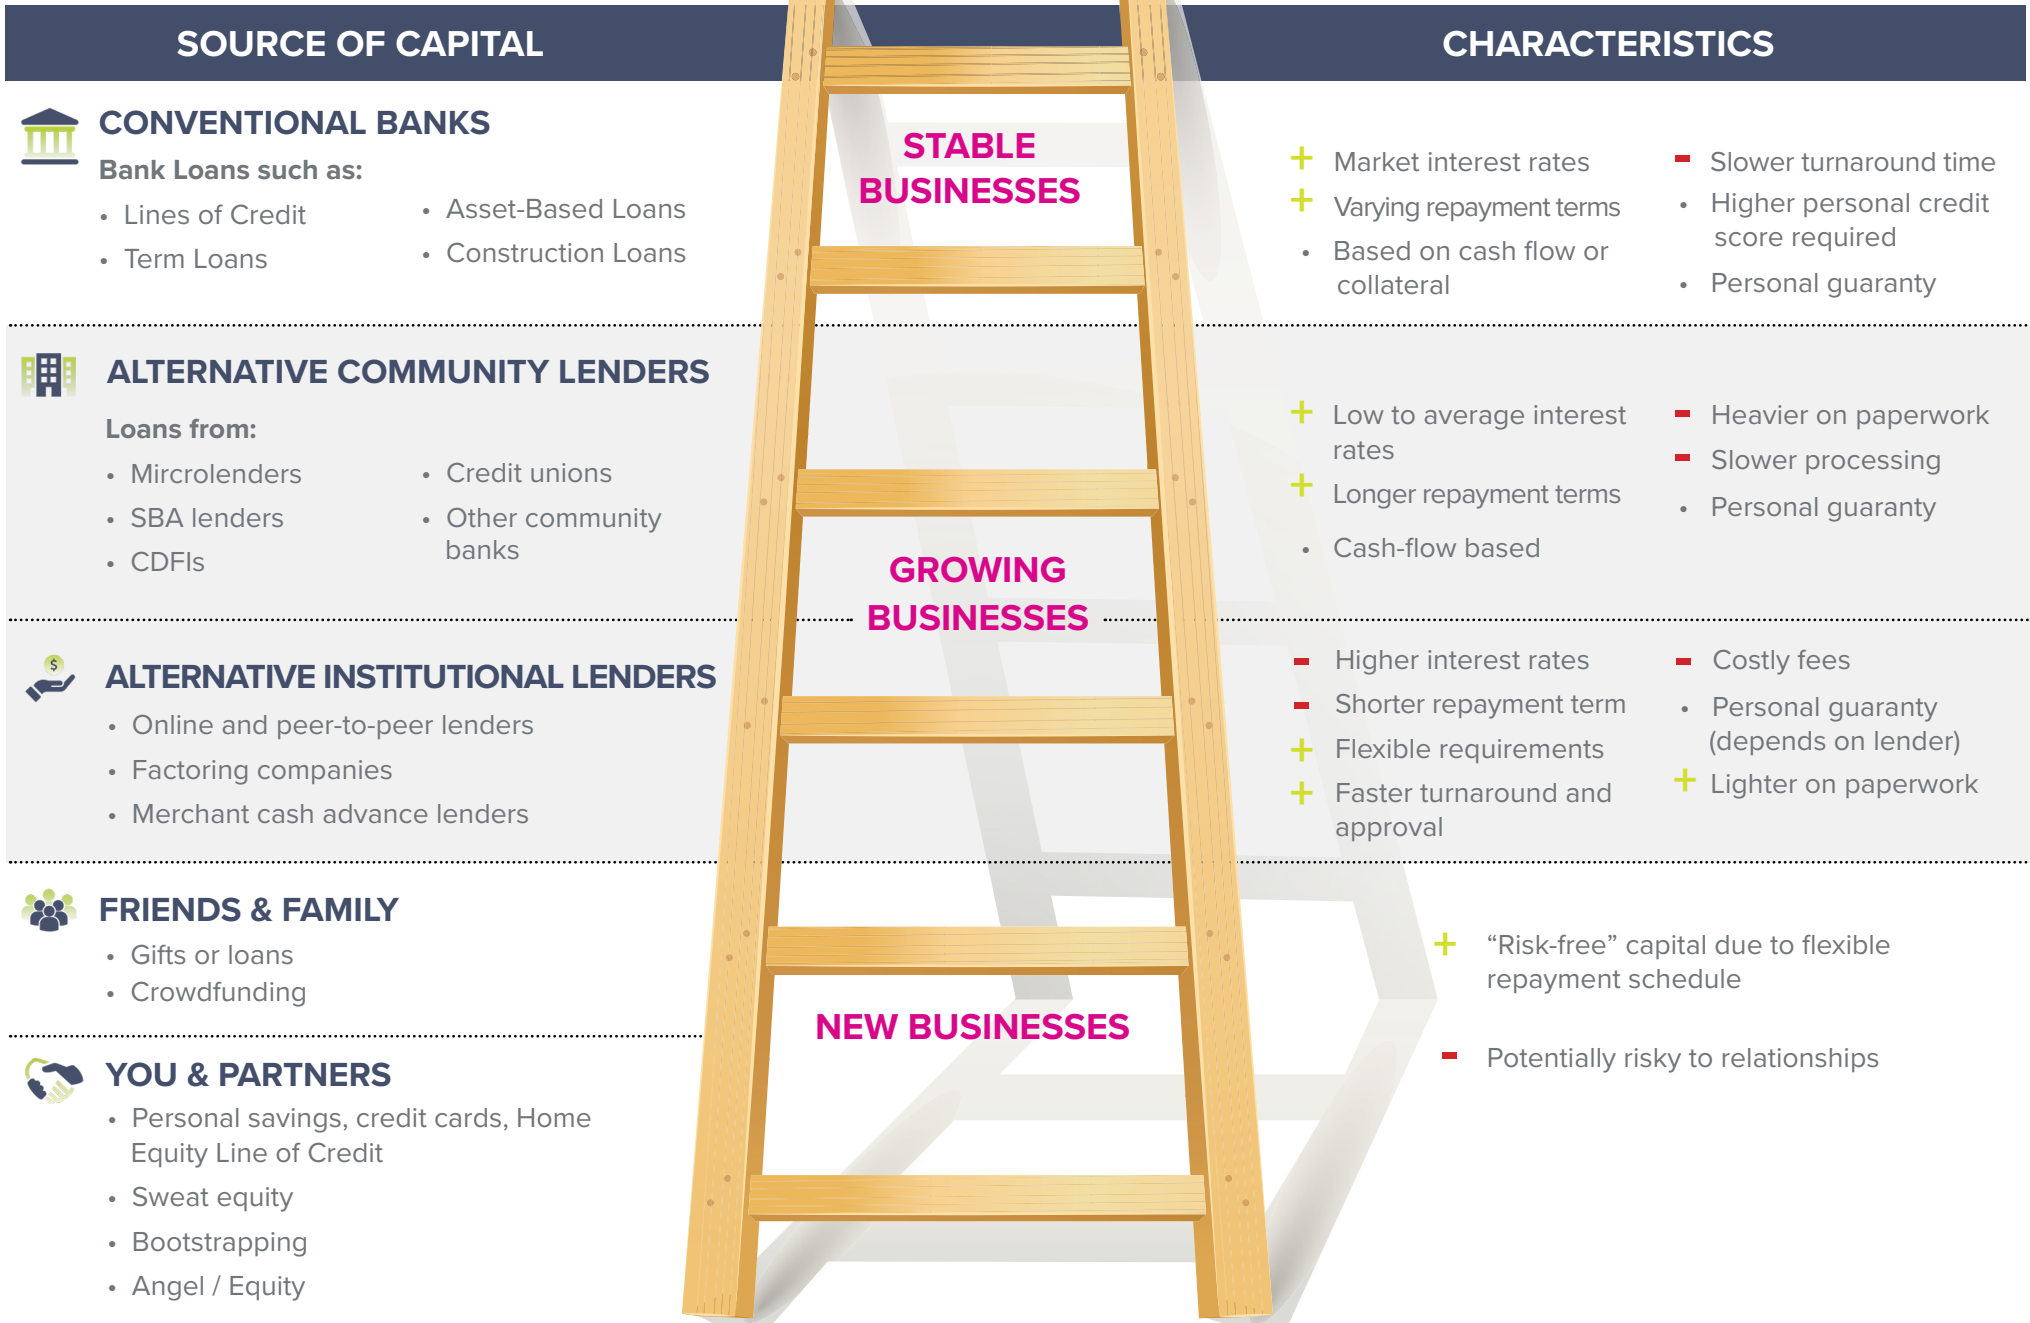 SOURCE OF CAPITAL
CHARACTERISTICS
CONVENTIONAL BANKS
Bank Loans such as:
• Lines of Credit
• Term Loans
• Asset-Based Loans
• Construction Loans
STABLE
BUSINESSES
+ Market interest rates
+ Varying repayment terms
• Based on cash flow or
collateral
- Slower turnaround time
• Higher personal credit
score required
• Personal guaranty
ALTERNATIVE COMMUNITY LENDERS
Loans from:
• Mircrolenders
• SBA lenders
• CDFIs
• Credit unions
• Other community
banks
GROWING
BUSINESSES
+ Low to average interest
rates
+ Longer repayment terms
• Cash-flow based
- Heavier on paperwork
- Slower processing
• Personal guaranty
$
ALTERNATIVE INSTITUTIONAL LENDERS
• Online and peer-to-peer lenders
• Factoring companies
• Merchant cash advance lenders
- Higher interest rates
- Shorter repayment term
+ Flexible requirements
+ Faster turnaround and
approval
- Costly fees
• Personal guaranty
(depends on lender)
+ Lighter on paperwork
FRIENDS & FAMILY
• Gifts or loans
• Crowdfunding
NEW BUSINESSES
+ “Risk-free” capital due to flexible
repayment schedule
- Potentially risky to relationships
YOU & PARTNERS
• Personal savings, credit cards, Home
Equity Line of Credit
• Sweat equity
• Bootstrapping
• Angel / Equity